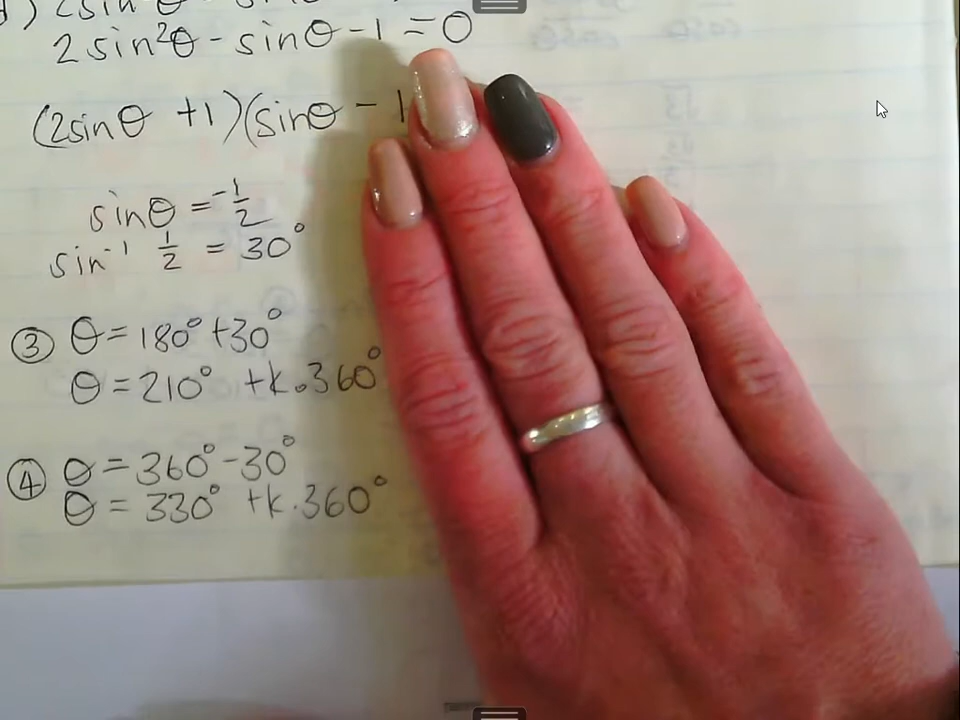 2sin²θ - sinθ - 1 = 0
(2sinθ + 1)(sinθ - 1
sinθ = -1/2
sin⁻¹ 1/2 = 30°
③ θ = 180° + 30°
θ = 210° + k.360°
④ θ = 360° - 30°
θ = 330° + k.360°